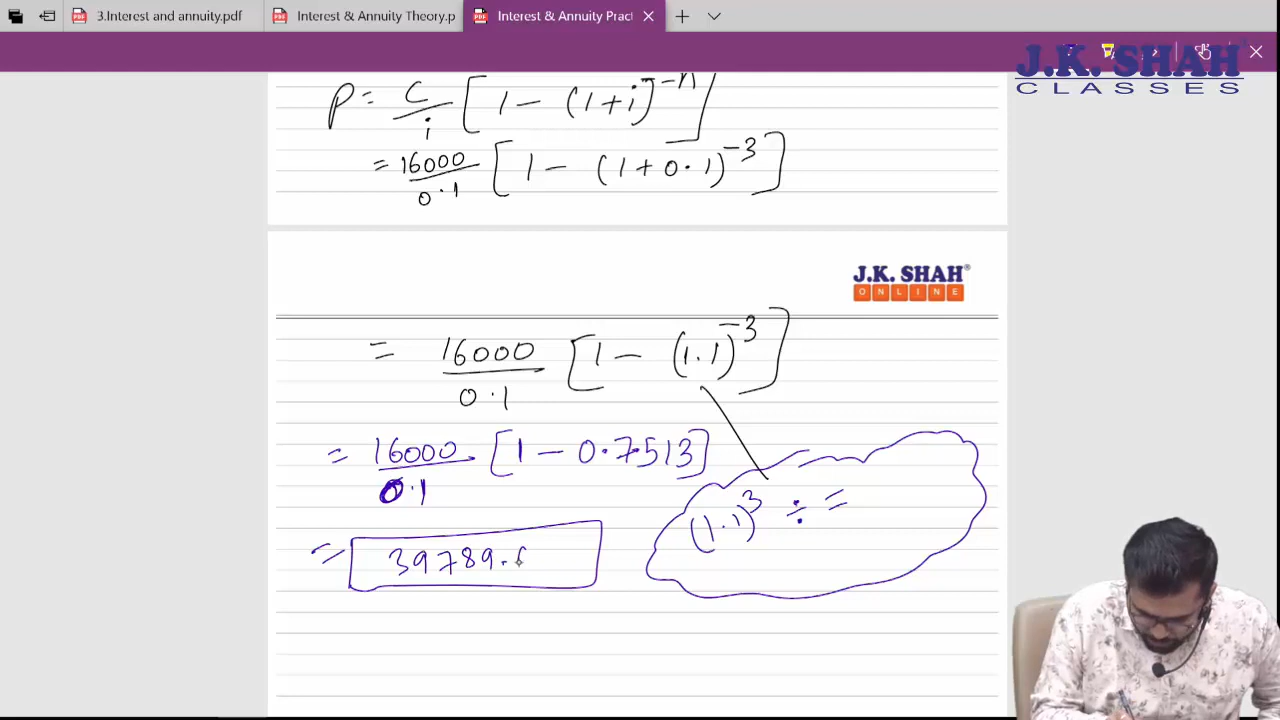 3.Interest and annuity.pdf
Interest & Annuity Theory.p
Interest & Annuity Pract
J.K. SHAH®
CLASSES
P = C/i [1 - (1+i)^-n]
= 16000/0.1 [1 - (1+0.1)^-3]
J.K. SHAH®
ONLINE
= 16000/0.1 [1 - (1.1)^-3]
= 16000/0.1 [1 - 0.7513]
(1.1)^3 ÷ =
= 39789.